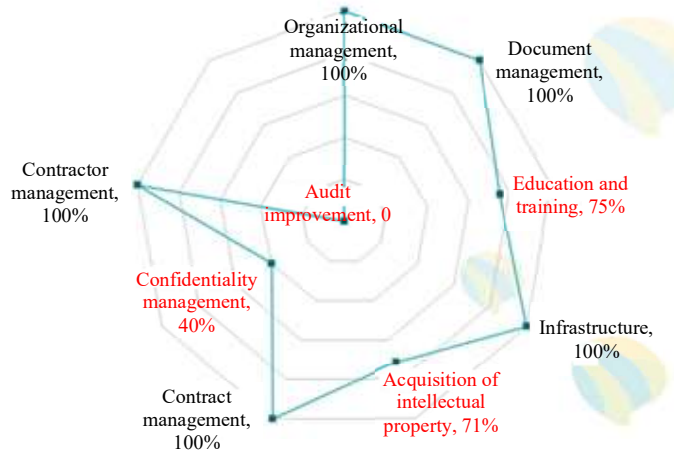 Organizational
management,
100%
Document
management,
100%
Education and
training, 75%
Infrastructure,
100%
Acquisition of
intellectual
property, 71%
Contract
management,
100%
Confidentiality
management,
40%
Contractor
management,
100%
Audit
improvement, 0